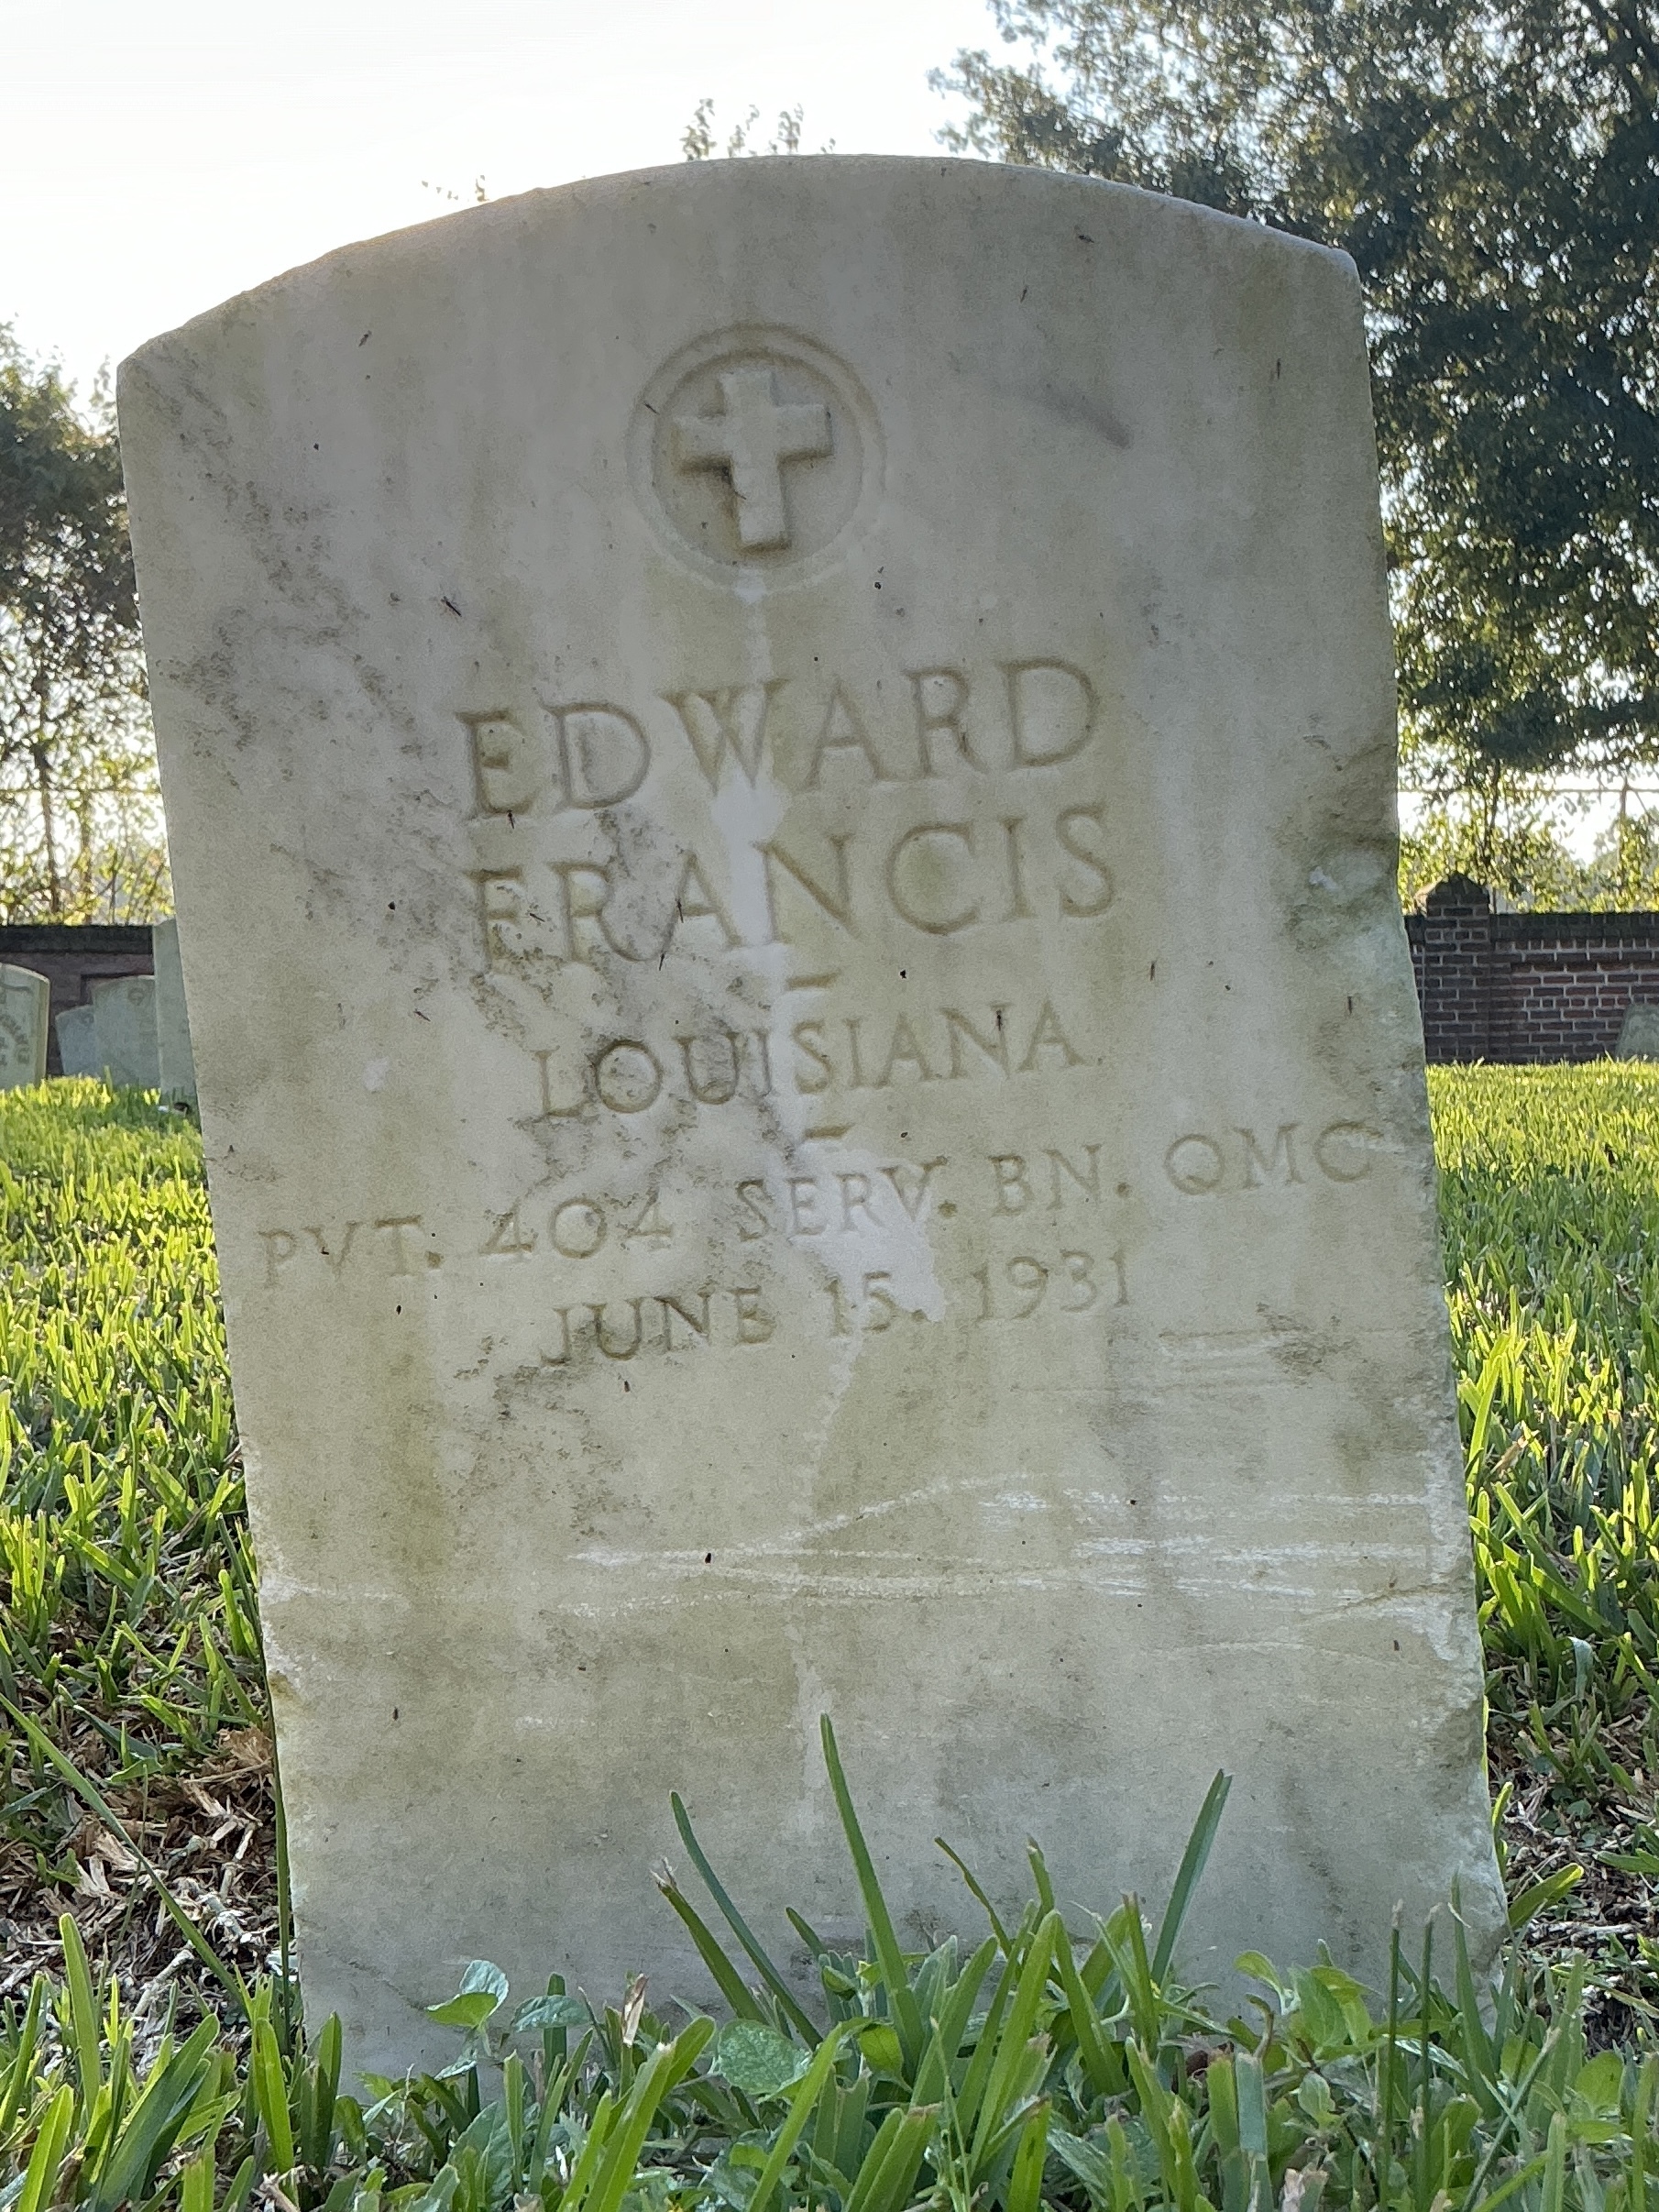 EDWARD
FRANCIS
LOUISIANA
PVT. 404 SERV. BN. QMC
JUNE 15. 1931